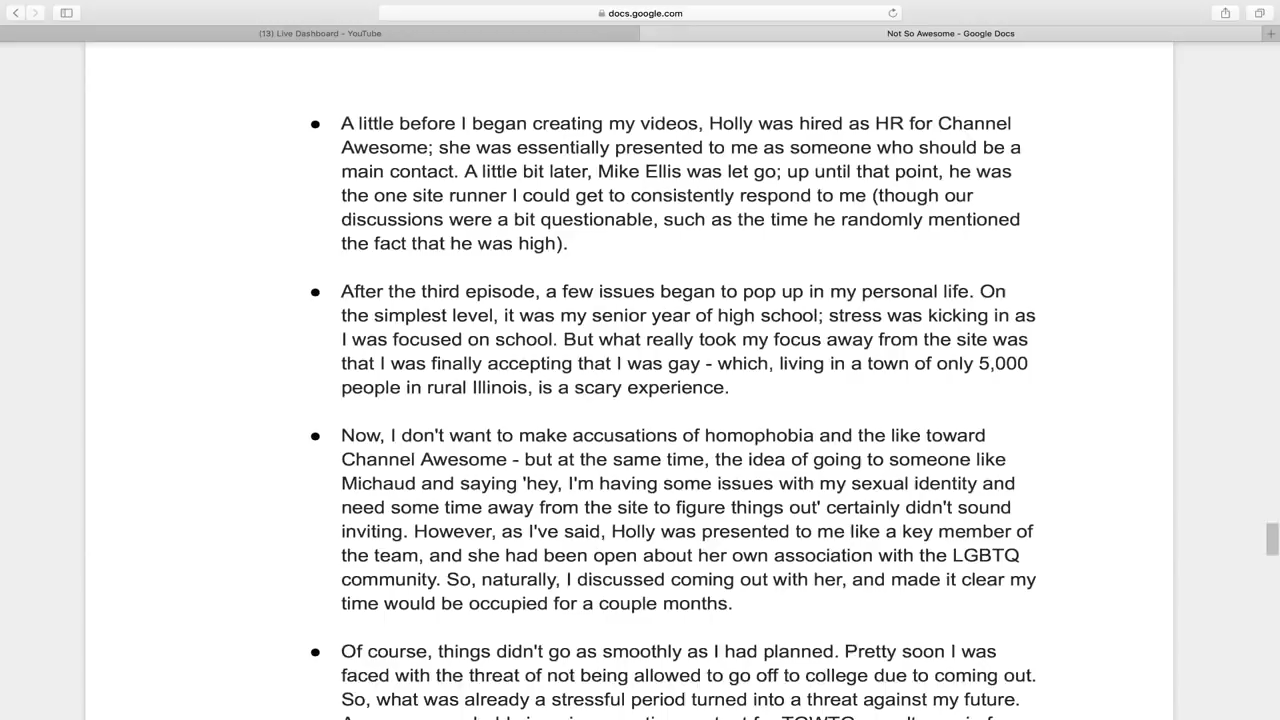 docs.google.com
(13) Live Dashboard - YouTube
Not So Awesome - Google Docs
● A little before I began creating my videos, Holly was hired as HR for Channel
Awesome; she was essentially presented to me as someone who should be a
main contact. A little bit later, Mike Ellis was let go; up until that point, he was
the one site runner I could get to consistently respond to me (though our
discussions were a bit questionable, such as the time he randomly mentioned
the fact that he was high).
● After the third episode, a few issues began to pop up in my personal life. On
the simplest level, it was my senior year of high school; stress was kicking in as
I was focused on school. But what really took my focus away from the site was
that I was finally accepting that I was gay - which, living in a town of only 5,000
people in rural Illinois, is a scary experience.
● Now, I don't want to make accusations of homophobia and the like toward
Channel Awesome - but at the same time, the idea of going to someone like
Michaud and saying 'hey, I'm having some issues with my sexual identity and
need some time away from the site to figure things out' certainly didn't sound
inviting. However, as I've said, Holly was presented to me like a key member of
the team, and she had been open about her own association with the LGBTQ
community. So, naturally, I discussed coming out with her, and made it clear my
time would be occupied for a couple months.
● Of course, things didn't go as smoothly as I had planned. Pretty soon I was
faced with the threat of not being allowed to go off to college due to coming out.
So, what was already a stressful period turned into a threat against my future.